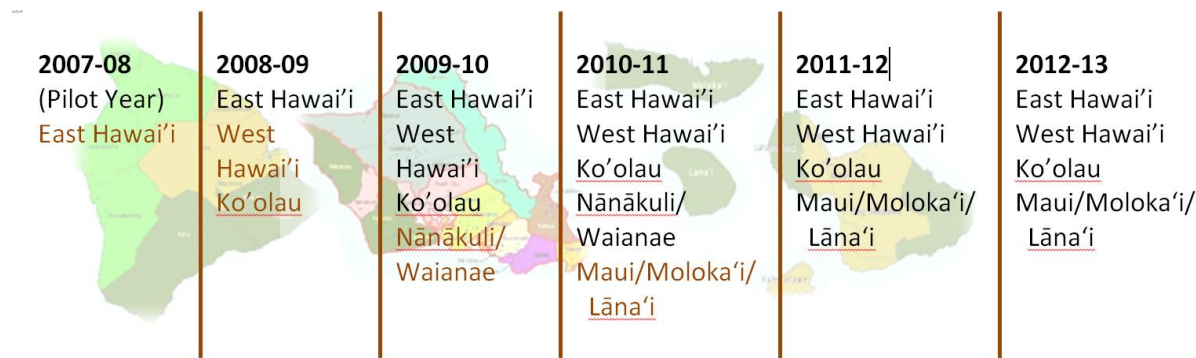 2007-08
(Pilot Year)
East Hawai’i
2008-09
East Hawai’i
West
Hawai’i
Ko’olau
2009-10
East Hawai’i
West
Hawai’i
Ko’olau
Nānākuli/
Waianae
2010-11
East Hawai’i
West Hawai’i
Ko’olau
Nānākuli/
Waianae
Maui/Moloka‘i/
Lāna‘i
2011-12
East Hawai’i
West Hawai’i
Ko’olau
Maui/Moloka‘i/
Lāna‘i
2012-13
East Hawai’i
West Hawai’i
Ko’olau
Maui/Moloka‘i/
Lāna‘i
Moloka‘i
Lāna‘i